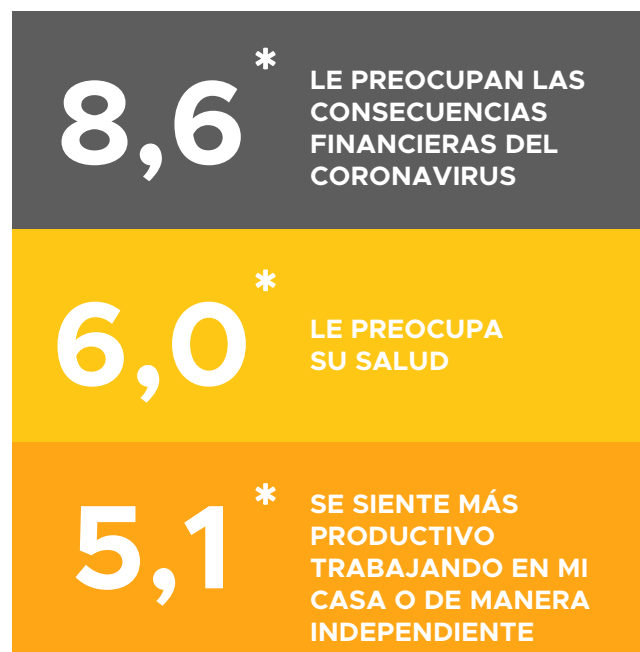 8,6*
LE PREOCUPAN LAS
CONSECUENCIAS
FINANCIERAS DEL
CORONAVIRUS
6,0*
LE PREOCUPA
SU SALUD
5,1*
SE SIENTE MÁS
PRODUCTIVO
TRABAJANDO EN MI
CASA O DE MANERA
INDEPENDIENTE